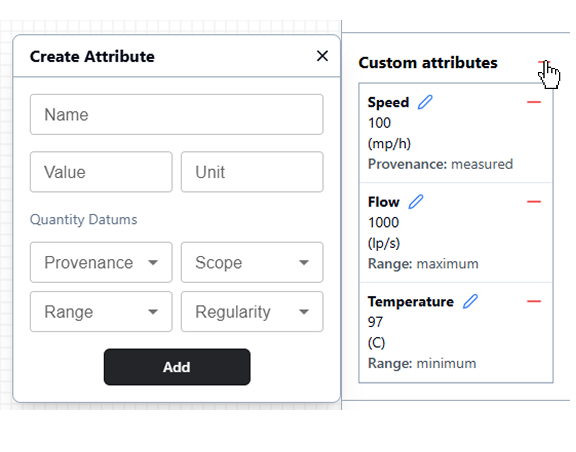 Create Attribute
Name
Value
Unit
Quantity Datums
Provenance
Scope
Range
Regularity
Add
Custom attributes
Speed
100
(mp/h)
Provenance: measured
Flow
1000
(lp/s)
Range: maximum
Temperature
97
(C)
Range: minimum